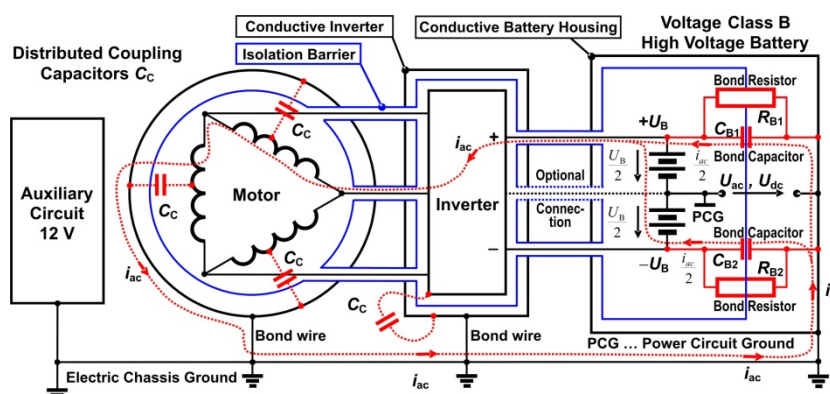 Conductive Inverter
Conductive Battery Housing
Voltage Class B
High Voltage Battery
Distributed Coupling
Capacitors CC
Isolation Barrier
Bond Resistor
RB1
+UB
CB1
Bond Capacitor
CC
iac
+
UB/2
iac/2
Auxiliary
Circuit
12 V
CC
Motor
Inverter
Optional
Connec-
tion
Uac , Udc
PCG
UB/2
Bond Capacitor
CC
−
−UB
iac/2
CB2
RB2
iac
CC
Bond Resistor
i
Bond wire
Bond wire
PCG ... Power Circuit Ground
Electric Chassis Ground
iac
iac